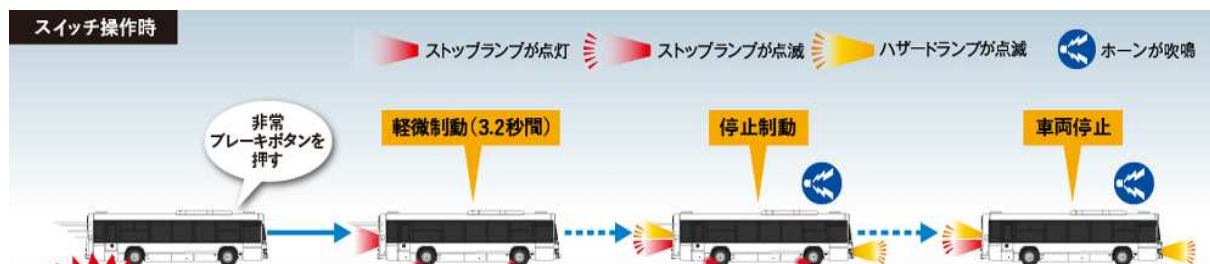 スイッチ操作時
ストップランプが点灯
ストップランプが点滅
ハザードランプが点滅
ホーンが吹鳴
非常
ブレーキボタンを
押す
軽微制動(3.2秒間)
停止制動
車両停止